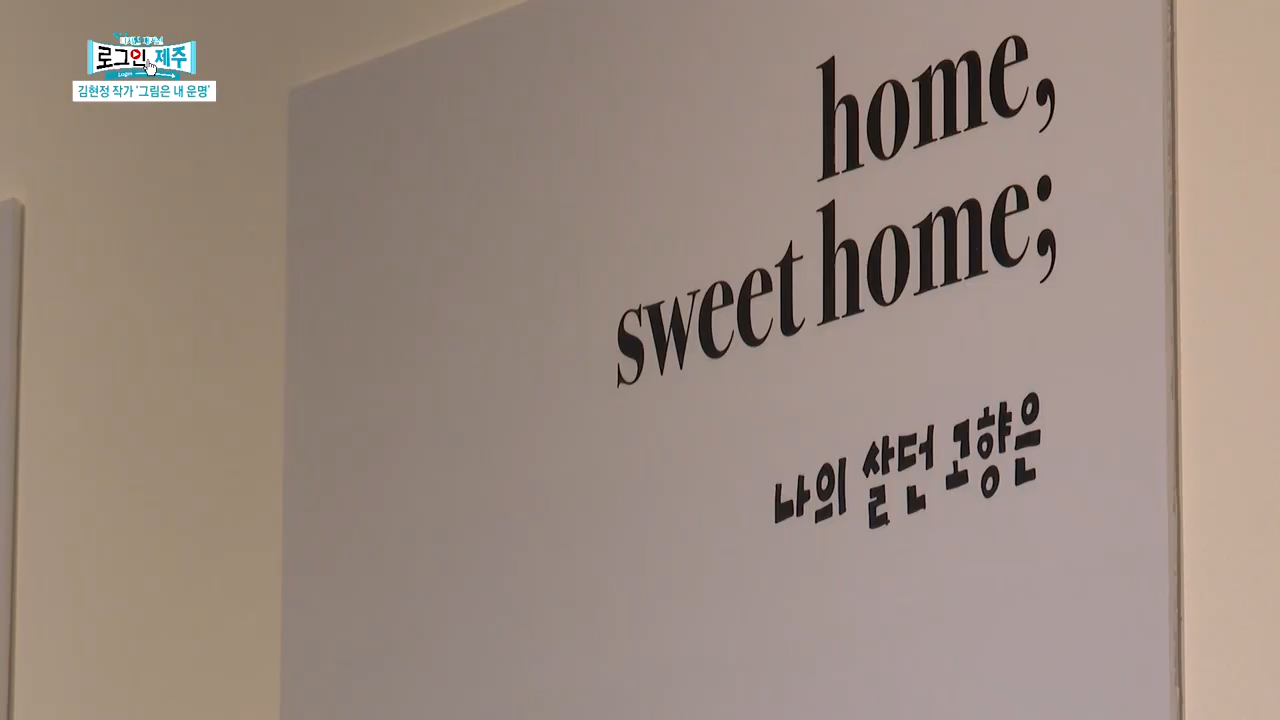 로그인 제주
Login
김현정 작가 '그림은 내 운명'
home,
sweet home;
나의 살던 고향은